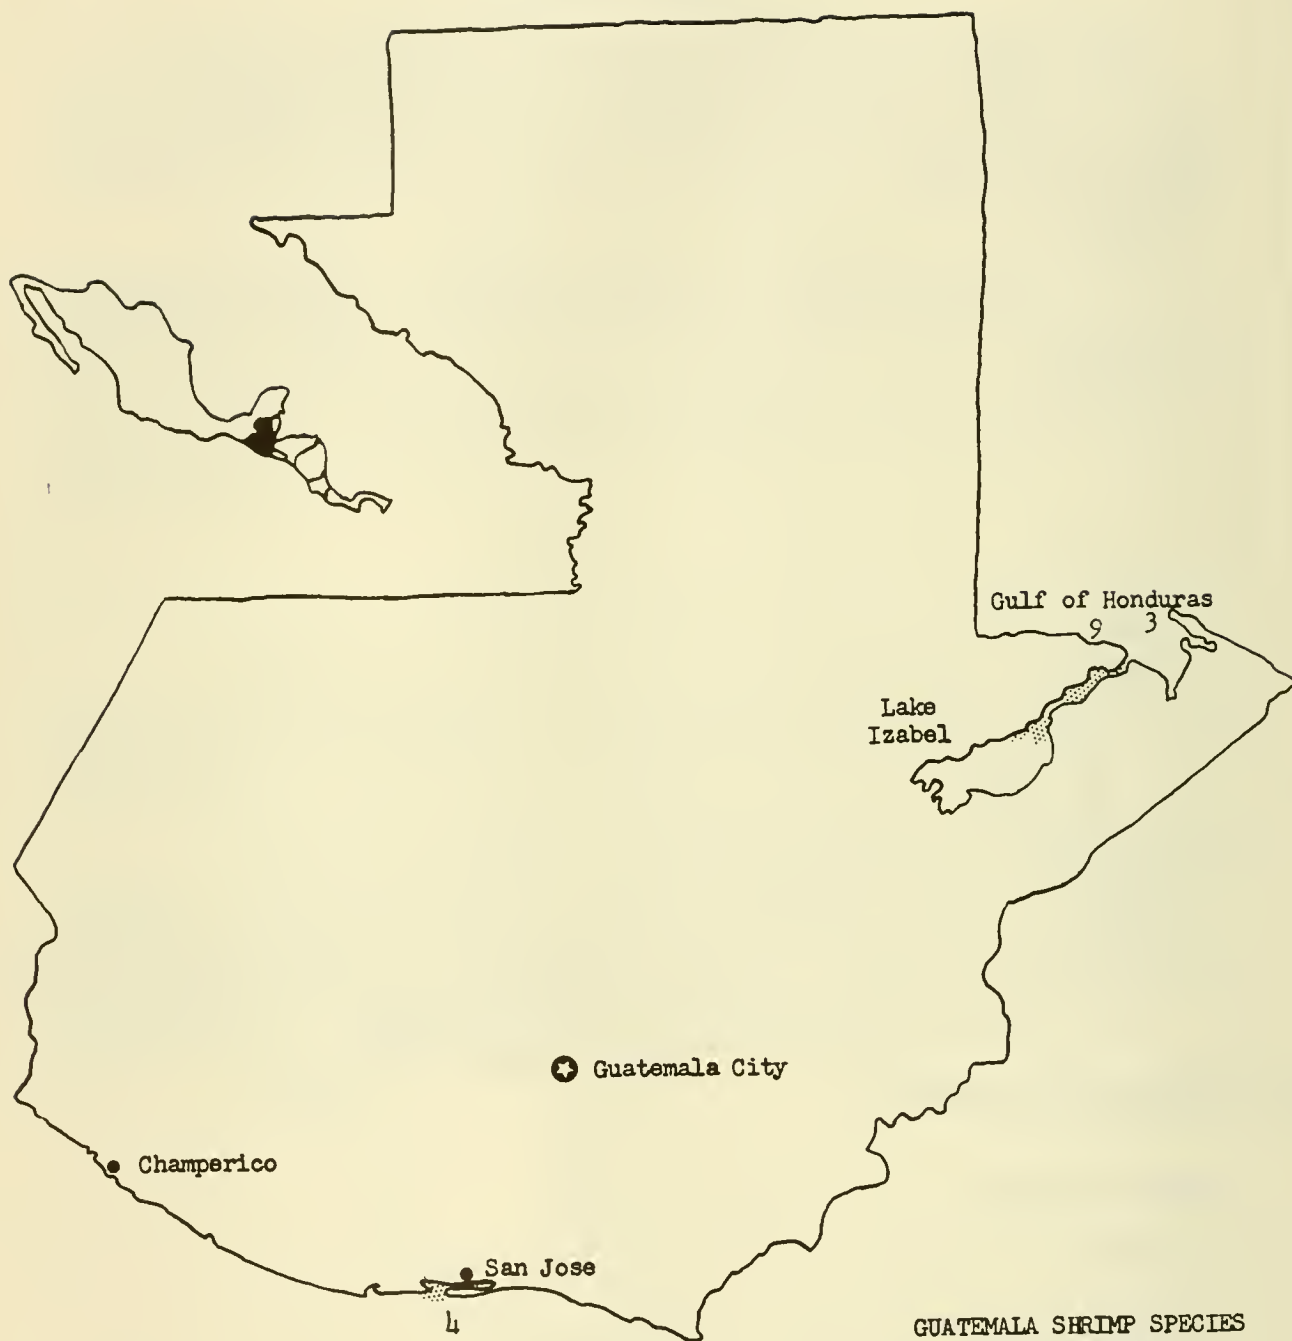 Gulf of Honduras
9 3
Lake
Izabel
Guatemala City
Champerico
San Jose
4
GUATEMALA SHRIMP SPECIES